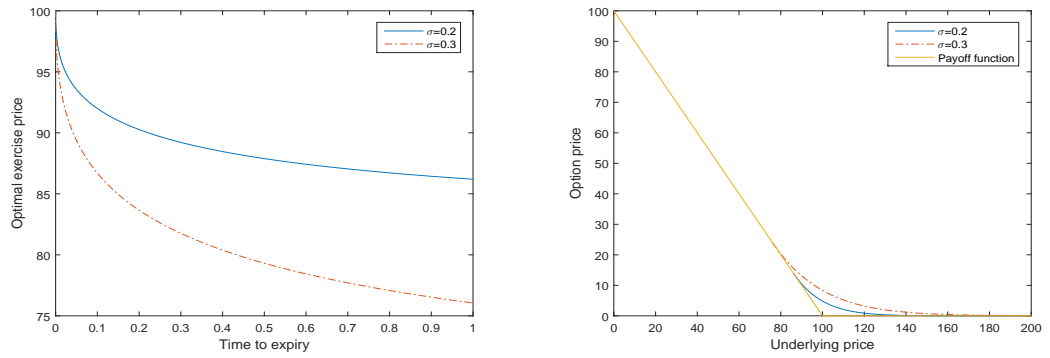 100
95
90
85
80
75
Optimal exercise price
0 0.1 0.2 0.3 0.4 0.5 0.6 0.7 0.8 0.9 1
Time to expiry
σ=0.2
σ=0.3
100
90
80
70
60
50
40
30
20
10
0
Option price
0 20 40 60 80 100 120 140 160 180 200
Underlying price
σ=0.2
σ=0.3
Payoff function